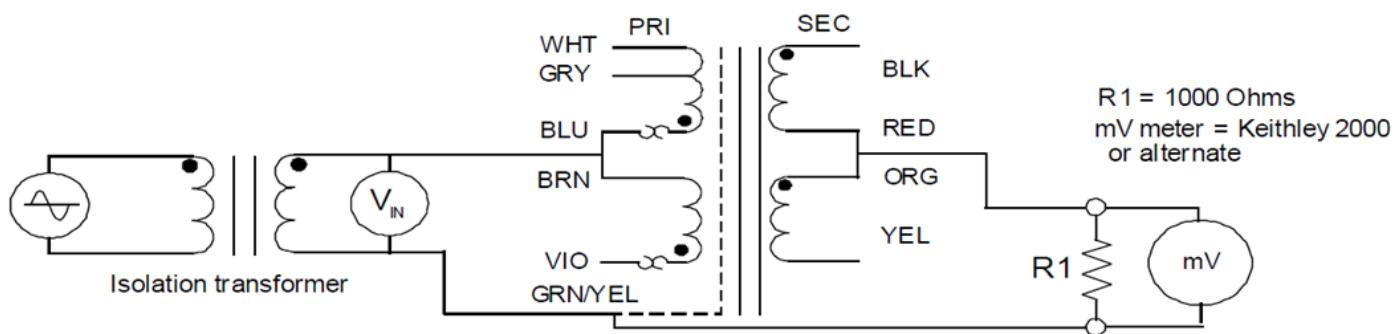 PRI
SEC
WHT
GRY
BLK
BLU
RED
BRN
ORG
VIO
YEL
GRN/YEL
V_IN
Isolation transformer
R1 = 1000 Ohms
mV meter = Keithley 2000
or alternate
R1
mV